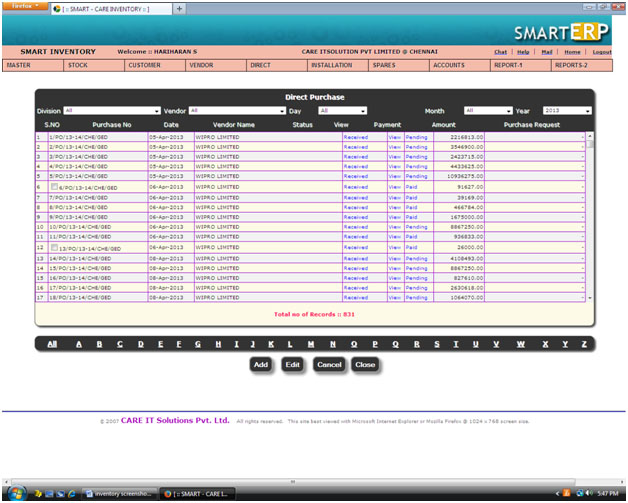 Firefox
[ :: SMART - CARE INVENTORY :: ]
+
SMARTERP
SMART INVENTORY Welcome :: HARIHARAN S CARE ITSOLUTION PVT LIMITED @ CHENNAI Chat | Help | Mail | Home | Logout
MASTER STOCK CUSTOMER VENDOR DIRECT INSTALLATION SPARES ACCOUNTS REPORT-1 REPORTS-2
Direct Purchase
Division All Vendor All Day All Month All Year 2013
S.NO Purchase No Date Vendor Name Status View Payment Amount Purchase Request
1 1/PO/13-14/CHE/GED 05-Apr-2013 WIPRO LIMITED Received View Pending 2216813.00 -
2 2/PO/13-14/CHE/GED 05-Apr-2013 WIPRO LIMITED Received View Pending 3546900.00 -
3 3/PO/13-14/CHE/GED 05-Apr-2013 WIPRO LIMITED Received View Pending 2423715.00 -
4 4/PO/13-14/CHE/GED 05-Apr-2013 WIPRO LIMITED Received View Pending 4433625.00 -
5 5/PO/13-14/CHE/GED 05-Apr-2013 WIPRO LIMITED Received View Pending 10936275.00 -
6 6/PO/13-14/CHE/GED 06-Apr-2013 WIPRO LIMITED Received View Paid 91627.00 -
7 7/PO/13-14/CHE/GED 06-Apr-2013 WIPRO LIMITED Received View Paid 39169.00 -
8 8/PO/13-14/CHE/GED 06-Apr-2013 WIPRO LIMITED Received View Paid 466784.00 -
9 9/PO/13-14/CHE/GED 06-Apr-2013 WIPRO LIMITED Received View Paid 1675000.00 -
10 10/PO/13-14/CHE/GED 06-Apr-2013 WIPRO LIMITED Received View Pending 8867250.00 -
11 11/PO/13-14/CHE/GED 06-Apr-2013 WIPRO LIMITED Received View Paid 936833.00 -
12 13/PO/13-14/CHE/GED 06-Apr-2013 WIPRO LIMITED Received View Paid 26000.00 -
13 14/PO/13-14/CHE/GED 08-Apr-2013 WIPRO LIMITED Received View Pending 4108493.00 -
14 15/PO/13-14/CHE/GED 08-Apr-2013 WIPRO LIMITED Received View Pending 8867250.00 -
15 16/PO/13-14/CHE/GED 08-Apr-2013 WIPRO LIMITED Received View Pending 827610.00 -
16 17/PO/13-14/CHE/GED 08-Apr-2013 WIPRO LIMITED Received View Pending 2630618.00 -
17 18/PO/13-14/CHE/GED 08-Apr-2013 WIPRO LIMITED Received View Pending 1064070.00 -
Total no of Records :: 831
All A B C D E F G H I J K L M N O P Q R S T U V W X Y Z
Add Edit Cancel Close
© 2007 CARE IT Solutions Pvt. Ltd. All rights reserved. This site best viewed with Microsoft Internet Explorer or Mozilla Firefox @ 1024 x 768 screen size.
inventory screensho... [ :: SMART - CARE I... 5:47 PM